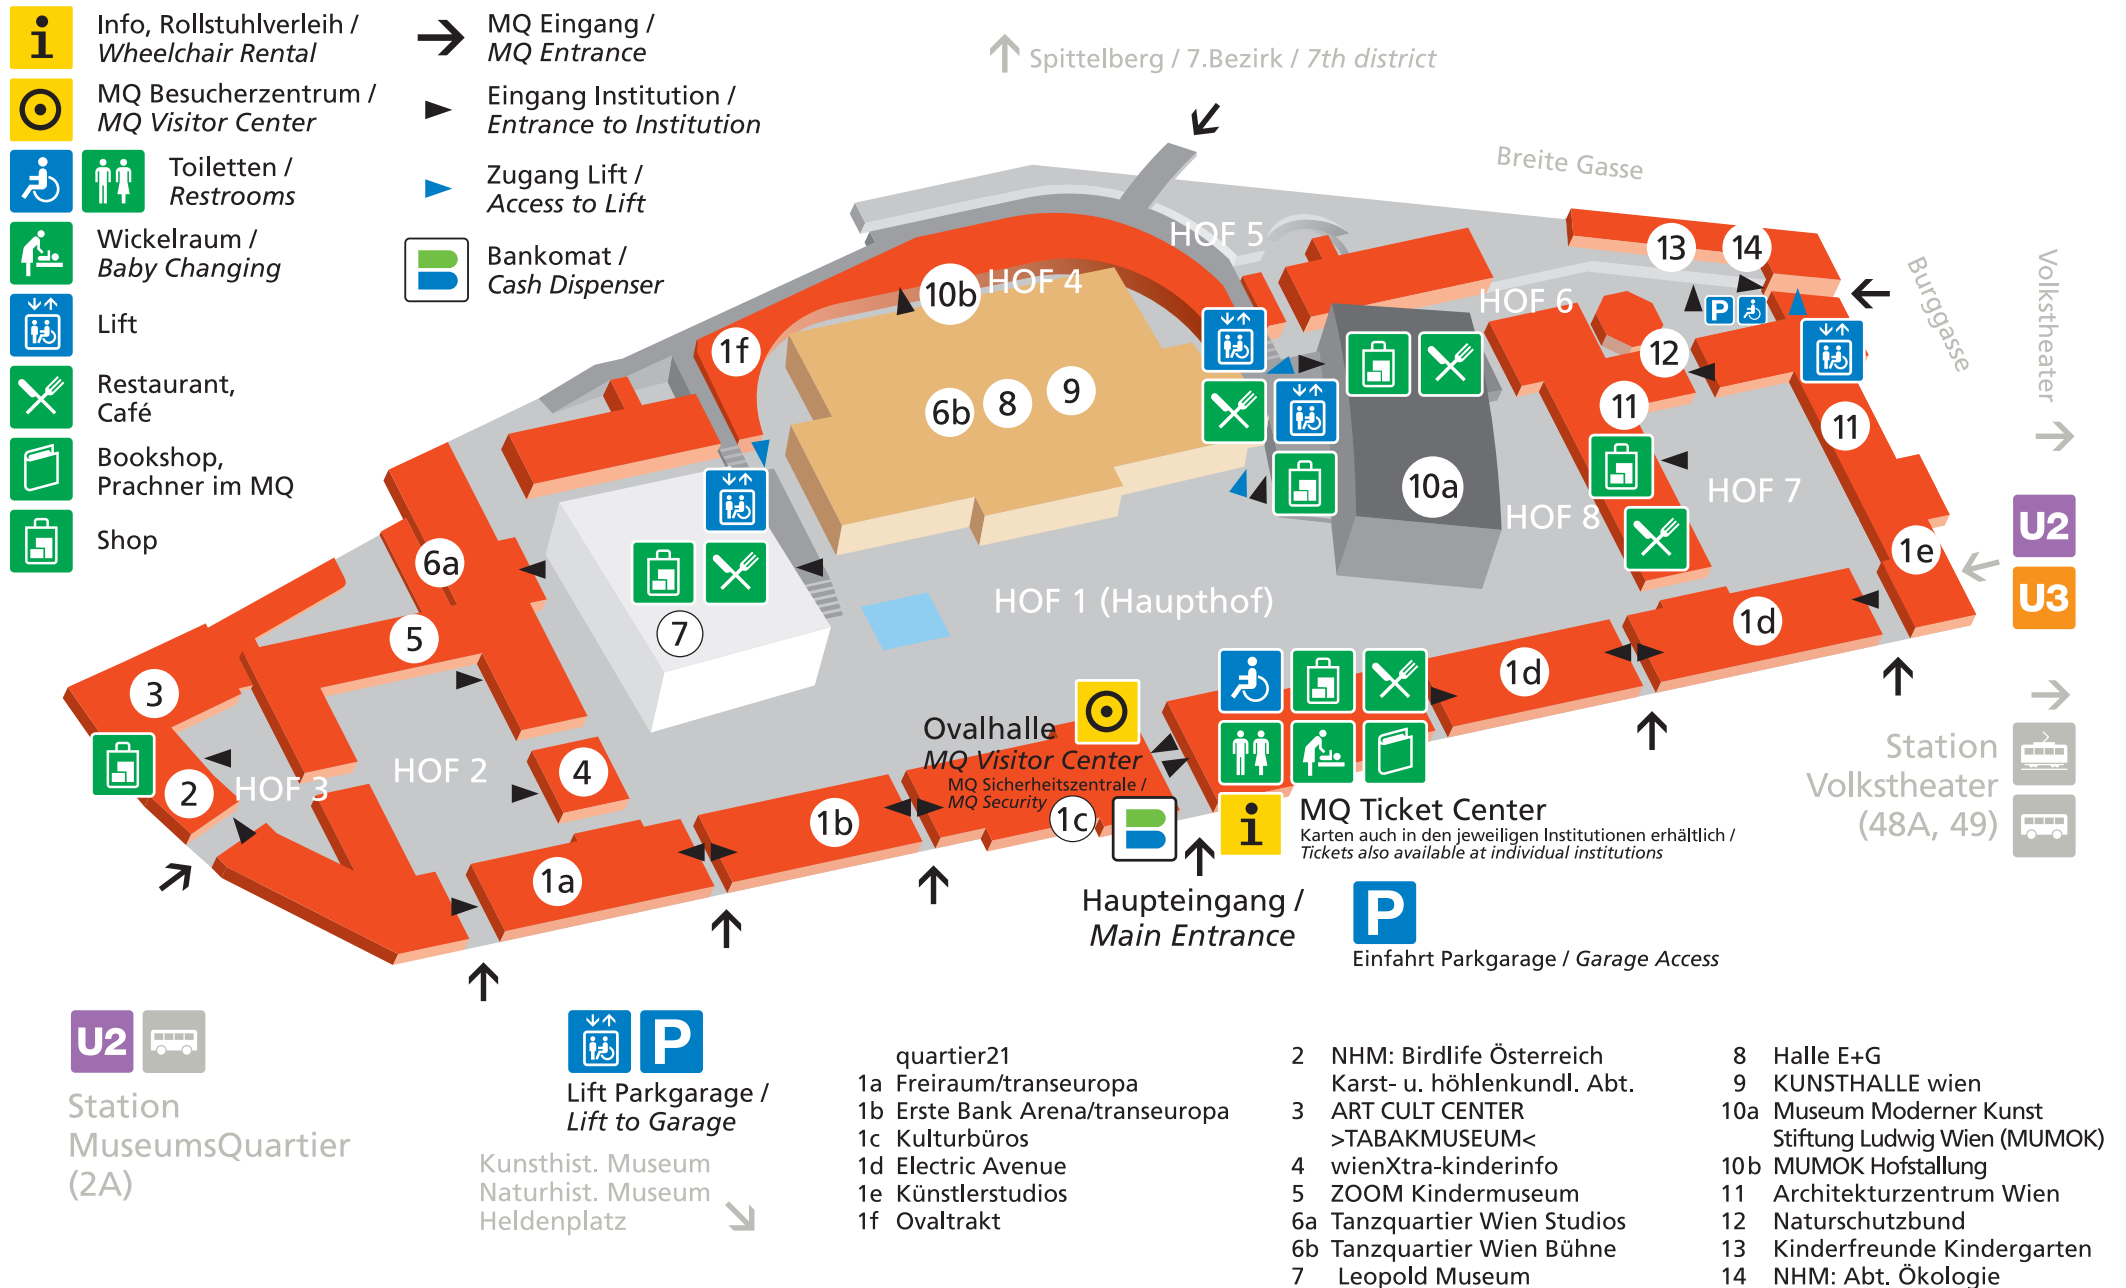 Info, Rollstuhlverleih /
Wheelchair Rental
MQ Besucherzentrum /
MQ Visitor Center
Toiletten /
Restrooms
Wickelraum /
Baby Changing
Lift
Restaurant,
Café
Bookshop,
Prachner im MQ
Shop
MQ Eingang /
MQ Entrance
Eingang Institution /
Entrance to Institution
Zugang Lift /
Access to Lift
Bankomat /
Cash Dispenser
Spittelberg / 7.Bezirk / 7th district
Breite Gasse
Burggasse
Volkstheater
HOF 5
HOF 4
HOF 6
13
14
10b
1f
12
P
6b
8
9
11
11
10a
HOF 7
HOF 8
U2
U3
6a
1e
HOF 1 (Haupthof)
7
5
1d
1d
3
Ovalhalle
MQ Visitor Center
MQ Sicherheitszentrale /
MQ Security
HOF 2
HOF 3
4
2
1b
1c
1a
i
MQ Ticket Center
Karten auch in den jeweiligen Institutionen erhältlich /
Tickets also available at individual institutions
Station
Volkstheater
(48A, 49)
Haupteingang /
Main Entrance
P
Einfahrt Parkgarage / Garage Access
U2
Station
MuseumsQuartier
(2A)
P
Lift Parkgarage /
Lift to Garage
Kunsthist. Museum
Naturhist. Museum
Heldenplatz
quartier21
1a Freiraum/transeuropa
1b Erste Bank Arena/transeuropa
1c Kulturbüros
1d Electric Avenue
1e Künstlerstudios
1f Ovaltrakt
2 NHM: Birdlife Österreich
Karst- u. höhlenkundl. Abt.
3 ART CULT CENTER
>TABAKMUSEUM<
4 wienXtra-kinderinfo
5 ZOOM Kindermuseum
6a Tanzquartier Wien Studios
6b Tanzquartier Wien Bühne
7 Leopold Museum
8 Halle E+G
9 KUNSTHALLE wien
10a Museum Moderner Kunst
Stiftung Ludwig Wien (MUMOK)
10b MUMOK Hofstallung
11 Architekturzentrum Wien
12 Naturschutzbund
13 Kinderfreunde Kindergarten
14 NHM: Abt. Ökologie